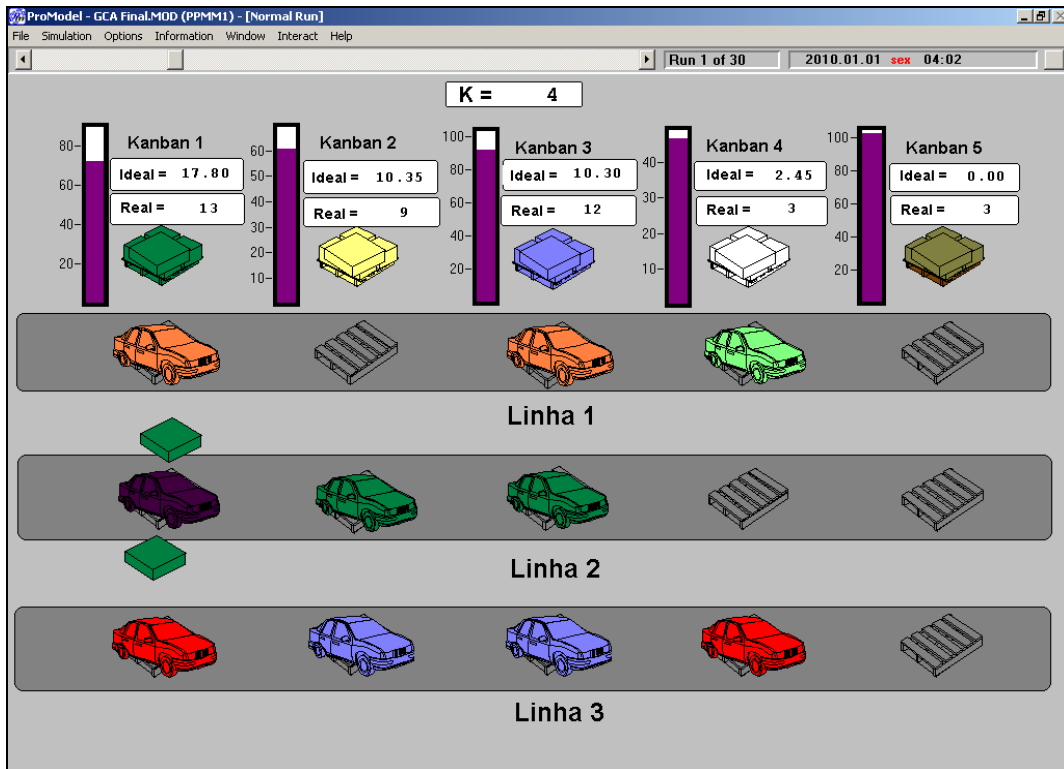 ProModel - GCA Final.MOD (PPMM1) - [Normal Run]
File Simulation Options Information Window Interact Help
Run 1 of 30 2010.01.01 sex 04:02
K = 4
Kanban 1
Ideal = 17.80
Real = 13
80-
60-
40-
20-
Kanban 2
Ideal = 10.35
Real = 9
60-
50-
40-
30-
20-
10-
Kanban 3
Ideal = 10.30
Real = 12
100-
80-
60-
40-
20-
Kanban 4
Ideal = 2.45
Real = 3
40-
30-
20-
10-
Kanban 5
Ideal = 0.00
Real = 3
100-
80-
60-
40-
20-
Linha 1
Linha 2
Linha 3